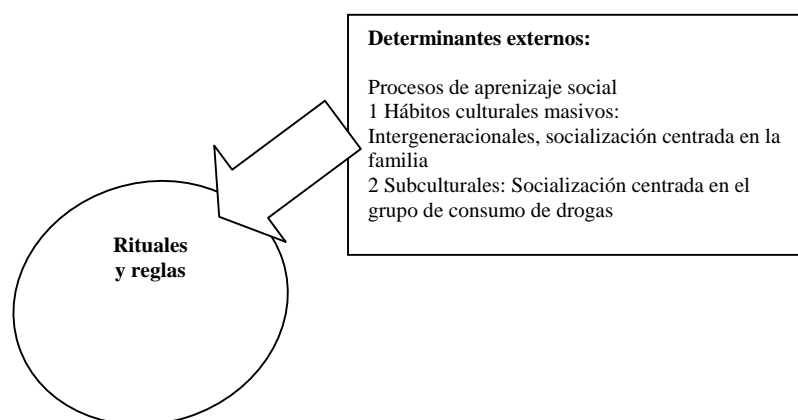 Determinantes externos:
Procesos de aprenizaje social
1 Hábitos culturales masivos:
Intergeneracionales, socialización centrada en la
familia
2 Subculturales: Socialización centrada en el
grupo de consumo de drogas
Rituales
y reglas